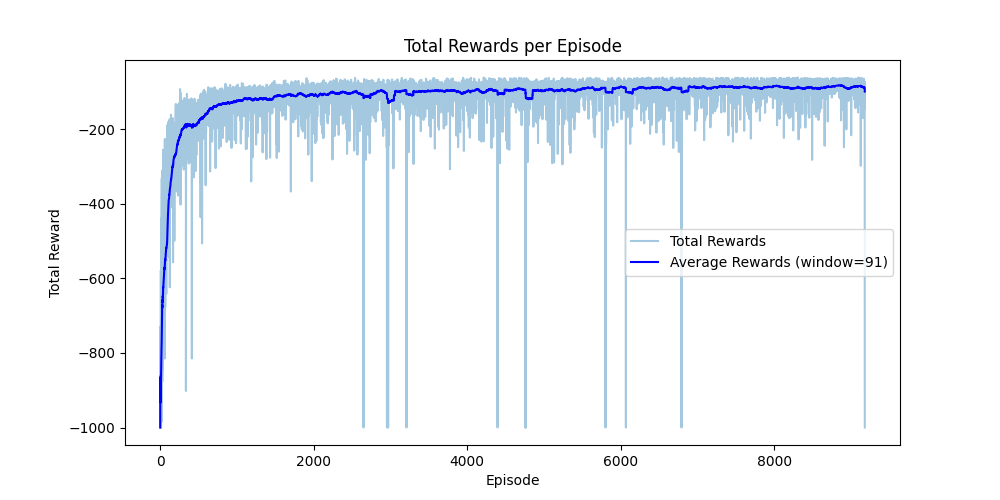 Total Rewards per Episode
Total Reward
−200
−400
−600
−800
−1000
Total Rewards
Average Rewards (window=91)
0
2000
4000
6000
8000
Episode